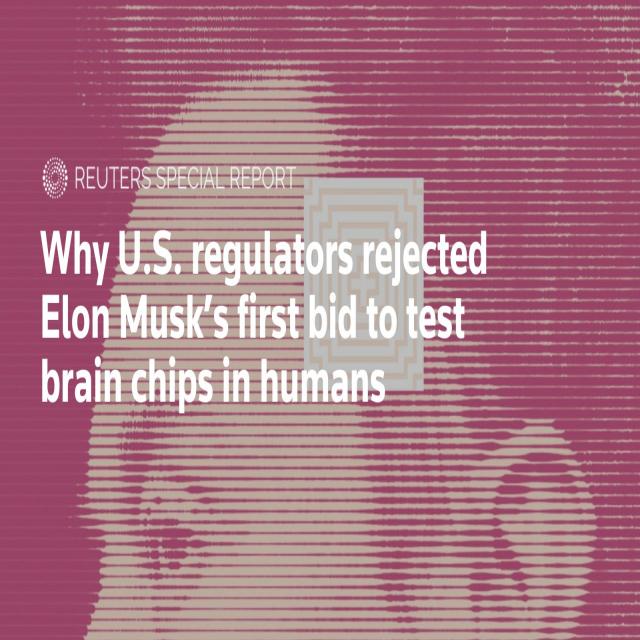 REUTERS SPECIAL REPORT
Why U.S. regulators rejected
Elon Musk’s first bid to test
brain chips in humans